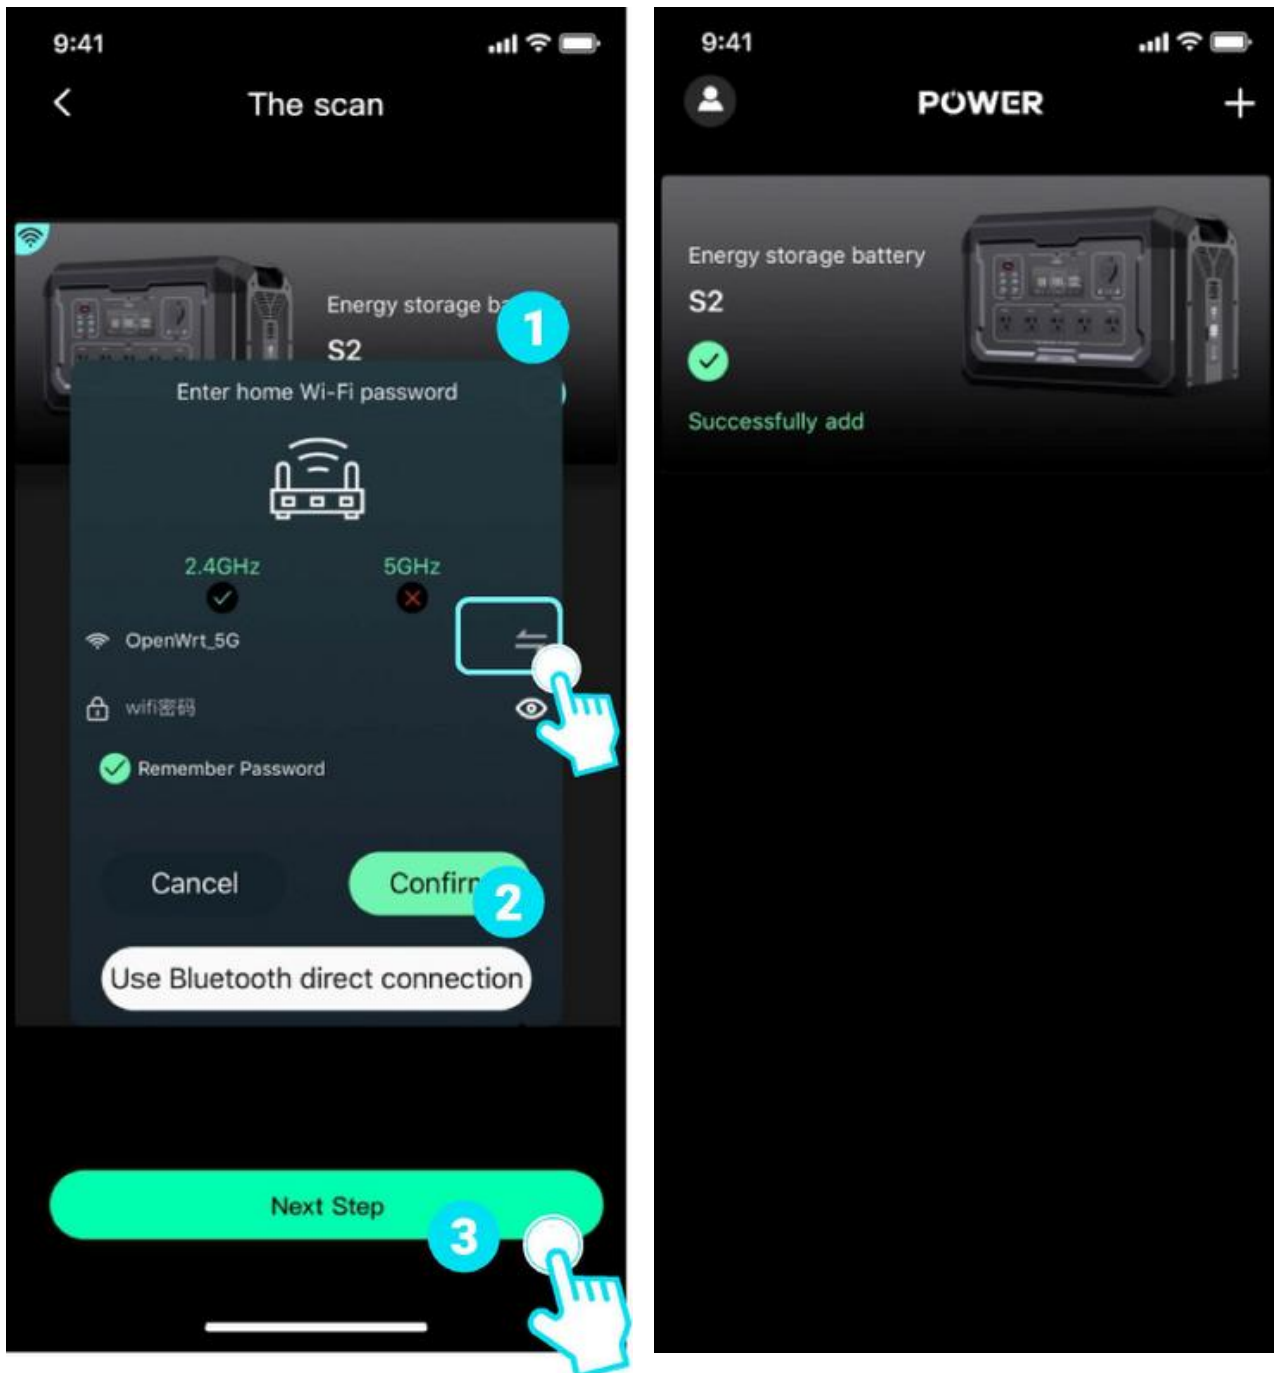 9:41
The scan
Energy storage b
1
S2
Enter home Wi-Fi password
2.4GHz 5GHz
OpenWrt_5G
wifi密码
Remember Password
Cancel Confirm
2
Use Bluetooth direct connection
Next Step
3
9:41
POWER
Energy storage battery
S2
Successfully add